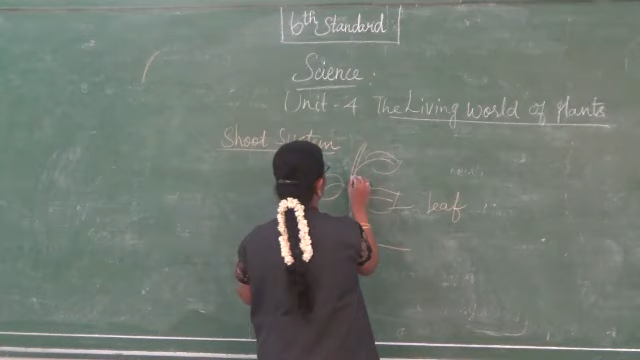 6th Standard
Science.
Unit - 4 The Living World of Plants
Shoot System
leaf